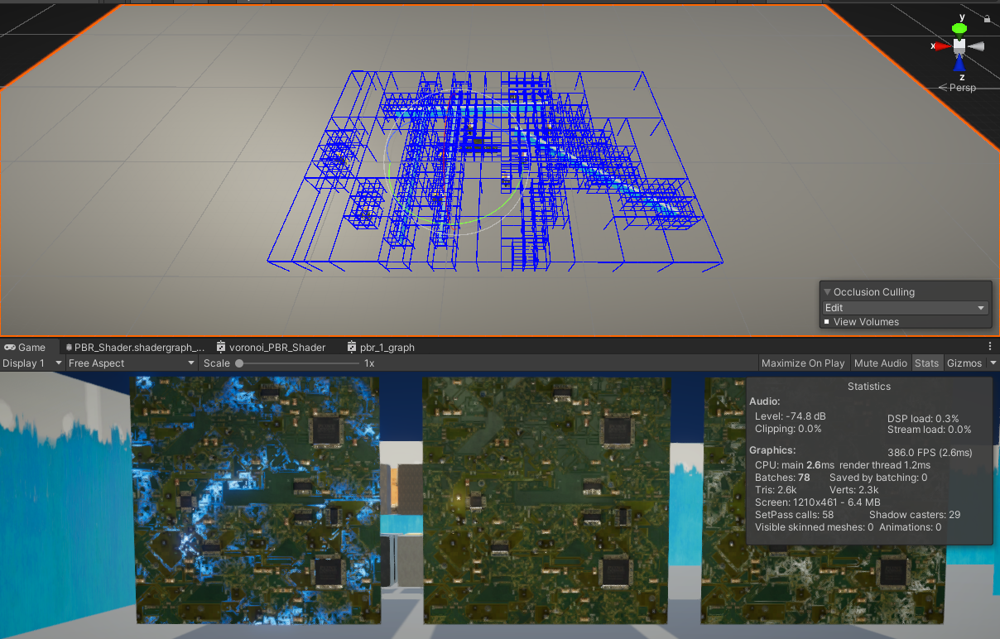 y
x
z
Persp
Occlusion Culling
Edit
View Volumes
Game PBR_Shader.shadergraph_... voronoi_PBR_Shader pbr_1_graph
Display 1 Free Aspect Scale 1x Maximize On Play Mute Audio Stats Gizmos
Statistics
Audio:
Level: -74.8 dB DSP load: 0.3%
Clipping: 0.0% Stream load: 0.0%
Graphics: 386.0 FPS (2.6ms)
CPU: main 2.6ms render thread 1.2ms
Batches: 78 Saved by batching: 0
Tris: 2.6k Verts: 2.3k
Screen: 1210x461 - 6.4 MB
SetPass calls: 58 Shadow casters: 29
Visible skinned meshes: 0 Animations: 0